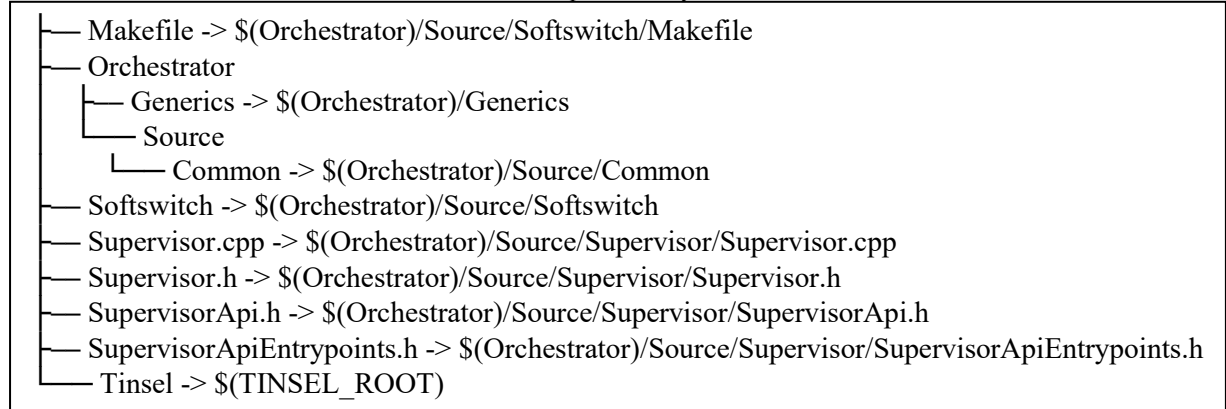 Makefile -> $(Orchestrator)/Source/Softswitch/Makefile
Orchestrator
Generics -> $(Orchestrator)/Generics
Source
Common -> $(Orchestrator)/Source/Common
Softswitch -> $(Orchestrator)/Source/Softswitch
Supervisor.cpp -> $(Orchestrator)/Source/Supervisor/Supervisor.cpp
Supervisor.h -> $(Orchestrator)/Source/Supervisor/Supervisor.h
SupervisorApi.h -> $(Orchestrator)/Source/Supervisor/SupervisorApi.h
SupervisorApiEntrypoints.h -> $(Orchestrator)/Source/Supervisor/SupervisorApiEntrypoints.h
Tinsel -> $(TINSEL_ROOT)